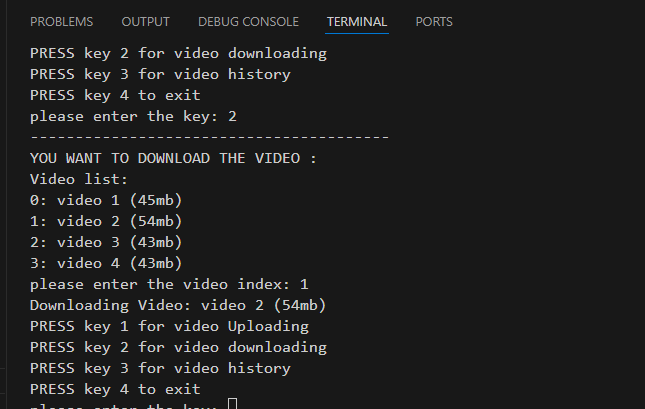 PROBLEMS OUTPUT DEBUG CONSOLE TERMINAL PORTS
PRESS key 2 for video downloading
PRESS key 3 for video history
PRESS key 4 to exit
please enter the key: 2
----------------------------------------
YOU WANT TO DOWNLOAD THE VIDEO :
Video list:
0: video 1 (45mb)
1: video 2 (54mb)
2: video 3 (43mb)
3: video 4 (43mb)
please enter the video index: 1
Downloading Video: video 2 (54mb)
PRESS key 1 for video Uploading
PRESS key 2 for video downloading
PRESS key 3 for video history
PRESS key 4 to exit
please enter the key: